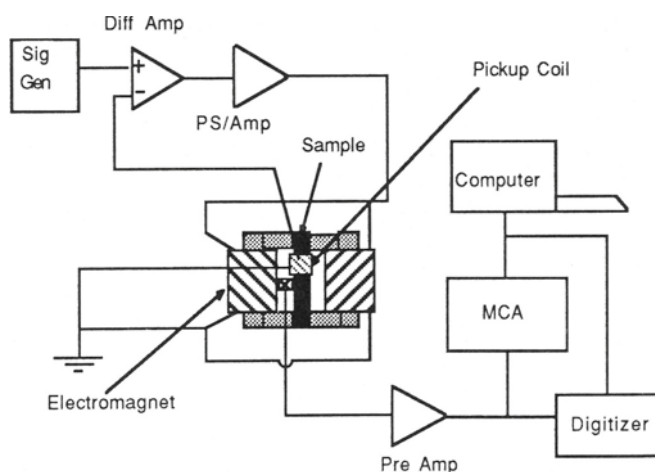 Diff Amp
Sig
Gen
+
−
PS/Amp
Pickup Coil
Sample
Computer
MCA
Electromagnet
Digitizer
Pre Amp